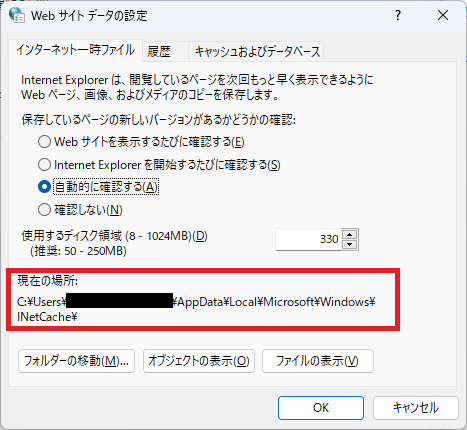 Web サイト データの設定
インターネット一時ファイル 履歴 キャッシュおよびデータベース
Internet Explorer は、閲覧しているページを次回もっと早く表示できるように
Web ページ、画像、およびメディアのコピーを保存します。
保存しているページの新しいバージョンがあるかどうかの確認:
Web サイトを表示するたびに確認する(E)
Internet Explorer を開始するたびに確認する(S)
自動的に確認する(A)
確認しない(N)
使用するディスク領域 (8 - 1024MB)(D) 330
(推奨: 50 - 250MB)
現在の場所:
C:¥Users¥ ¥AppData¥Local¥Microsoft¥Windows¥
INetCache¥
フォルダーの移動(M)... オブジェクトの表示(O) ファイルの表示(V)
OK キャンセル